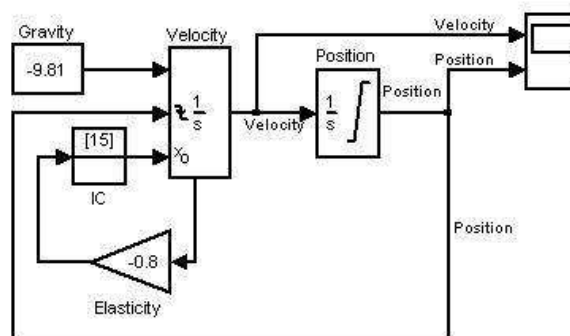 Gravity
-9.81
Velocity
1
s
x0
[15]
IC
-0.8
Elasticity
Velocity
Position
1
s
Position
Velocity
Position
Position